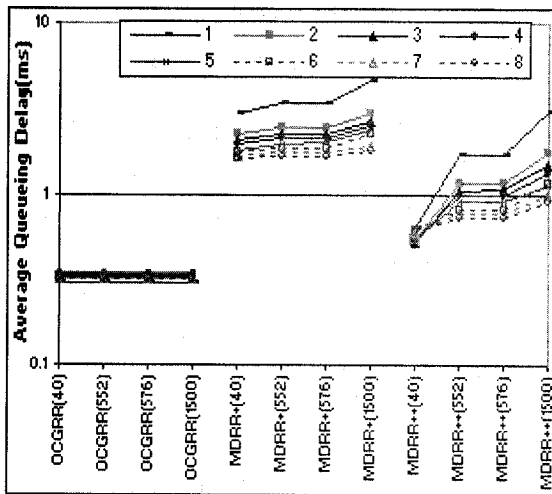 10
1 2 3 4
5 6 7 8
Average Queueing Delay(ms)
1
0.1
OCGRR(40)
OCGRR(552)
OCGRR(576)
OCGRR(1500)
MDRR+(40)
MDRR+(552)
MDRR+(576)
MDRR+(1500)
MDRR++(40)
MDRR++(552)
MDRR++(576)
MDRR++(1500)